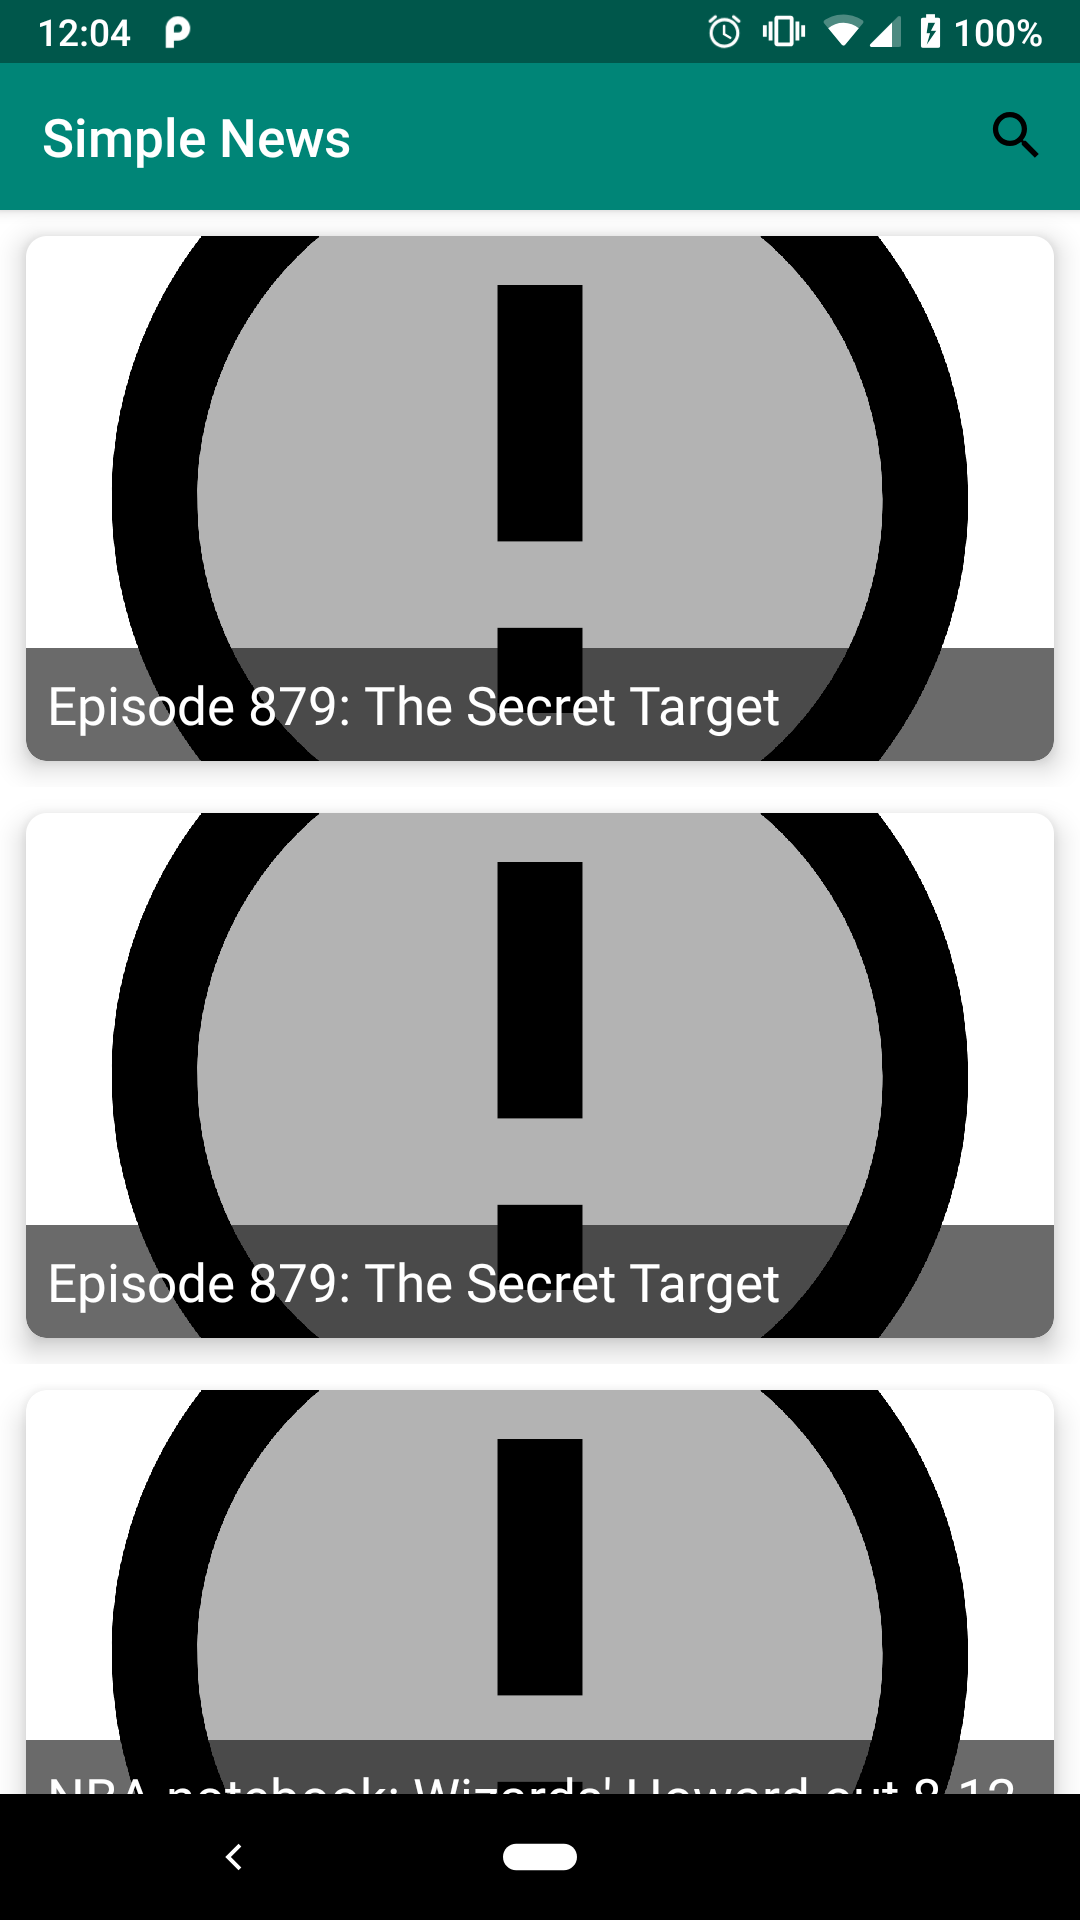 12:04
100%
Simple News
Episode 879: The Secret Target
Episode 879: The Secret Target
NBA notebook: Wizards' Howard out 8-12